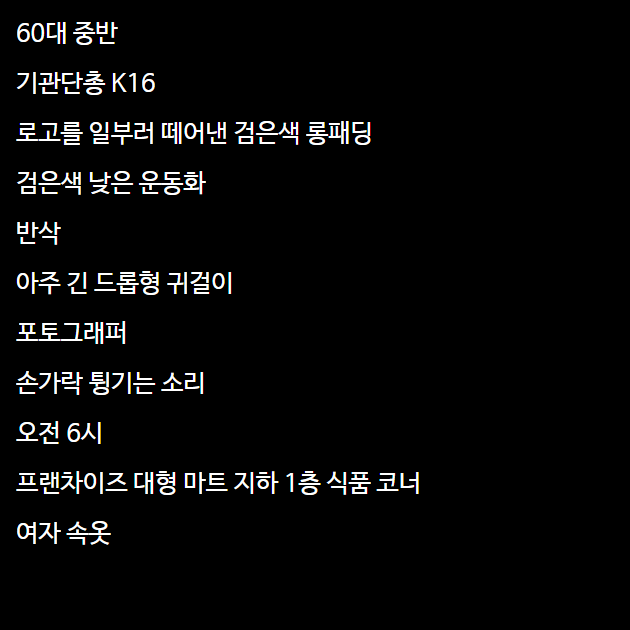 60대 중반
기관단총 K16
로고를 일부러 떼어낸 검은색 롱패딩
검은색 낮은 운동화
반삭
아주 긴 드롭형 귀걸이
포토그래퍼
손가락 튕기는 소리
오전 6시
프랜차이즈 대형 마트 지하 1층 식품 코너
여자 속옷